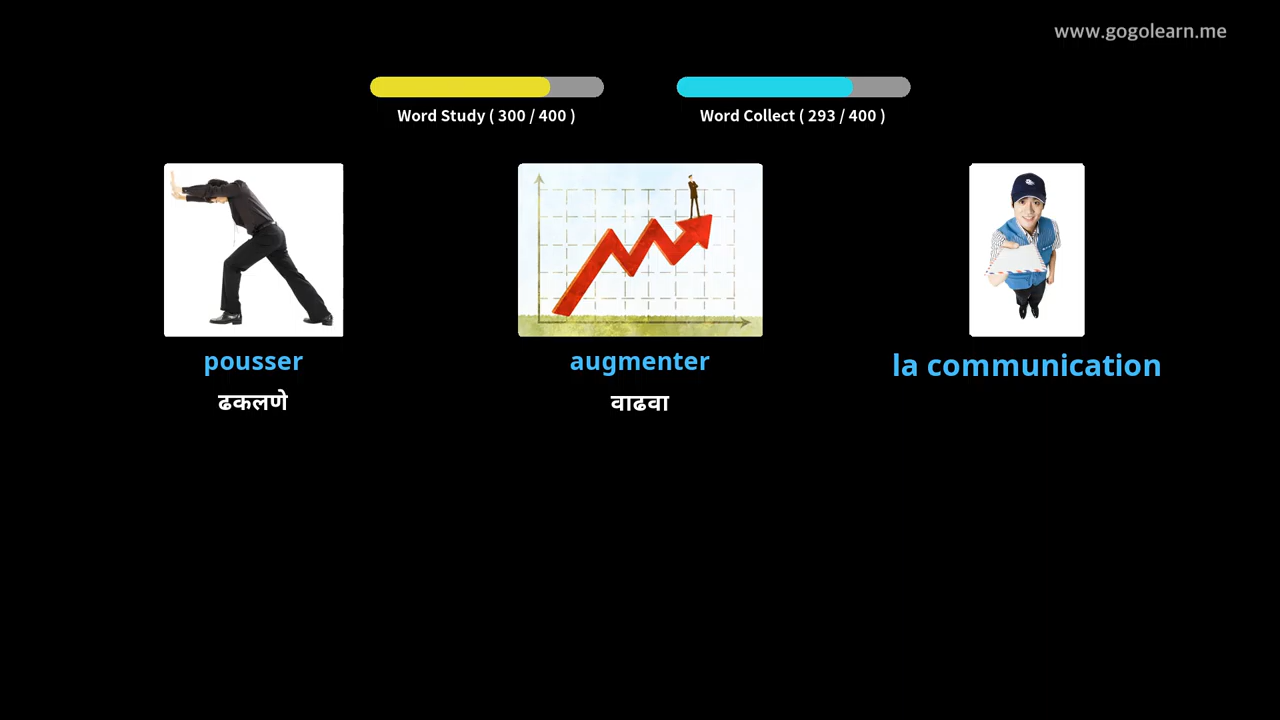 www.gogolearn.me
Word Study ( 300 / 400 )
Word Collect ( 293 / 400 )
pousser
augmenter
la communication
ढकलणे
वाढवा